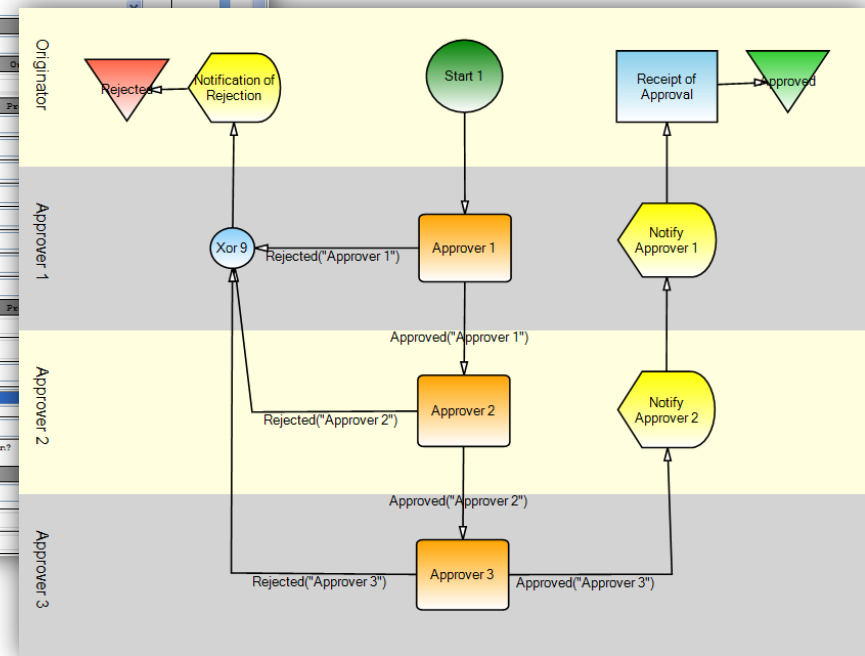 Originator
Rejected
Notification of
Rejection
Start 1
Receipt of
Approval
Approved
Approver 1
Xor 9
Rejected("Approver 1")
Approver 1
Notify
Approver 1
Approved("Approver 1")
Approver 2
Rejected("Approver 2")
Approver 2
Notify
Approver 2
Approved("Approver 2")
Approver 3
Rejected("Approver 3")
Approver 3
Approved("Approver 3")